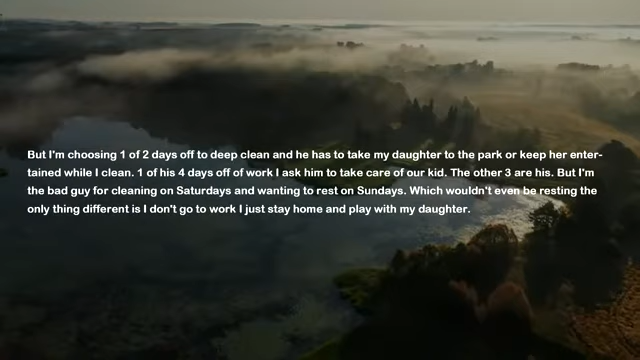 But I'm choosing 1 of 2 days off to deep clean and he has to take my daughter to the park or keep her enter-
tained while I clean. 1 of his 4 days off of work I ask him to take care of our kid. The other 3 are his. But I'm
the bad guy for cleaning on Saturdays and wanting to rest on Sundays. Which wouldn't even be resting the
only thing different is I don't go to work I just stay home and play with my daughter.